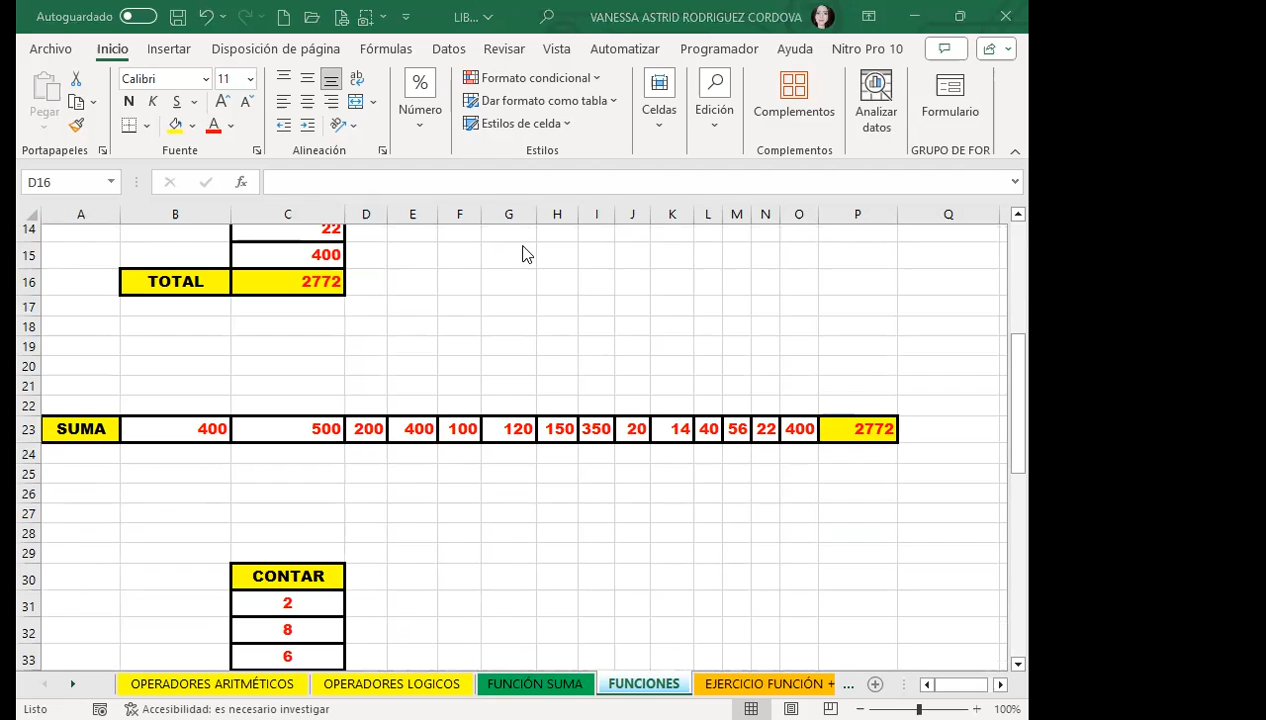 Autoguardado LIB... VANESSA ASTRID RODRIGUEZ CORDOVA
Archivo Inicio Insertar Disposición de página Fórmulas Datos Revisar Vista Automatizar Programador Ayuda Nitro Pro 10
Pegar
Calibri 11
N K S
Número
Formato condicional
Dar formato como tabla
Estilos de celda
Celdas
Edición
Complementos
Analizar
datos
Formulario
Portapapeles Fuente Alineación Estilos Complementos GRUPO DE FOR
D16 fx
A B C D E F G H I J K L M N O P Q
14 22
15 400
16 TOTAL 2772
17
18
19
20
21
22
23 SUMA 400 500 200 400 100 120 150 350 20 14 40 56 22 400 2772
24
25
26
27
28
29
30 CONTAR
31 2
32 8
33 6
OPERADORES ARITMÉTICOS OPERADORES LOGICOS FUNCIÓN SUMA FUNCIONES EJERCICIO FUNCIÓN + ...
Listo Accesibilidad: es necesario investigar 100%